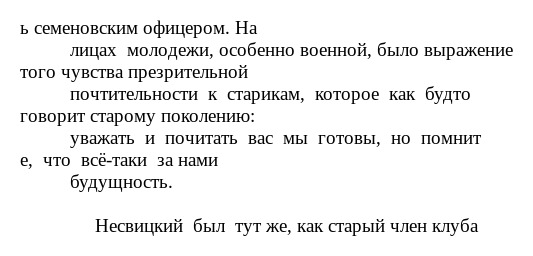 ь семеновским офицером. На
лицах молодежи, особенно военной, было выражение
того чувства презрительной
почтительности к старикам, которое как будто
говорит старому поколению:
уважать и почитать вас мы готовы, но помнит
е, что всё-таки за нами
будущность.
Несвицкий был тут же, как старый член клуба